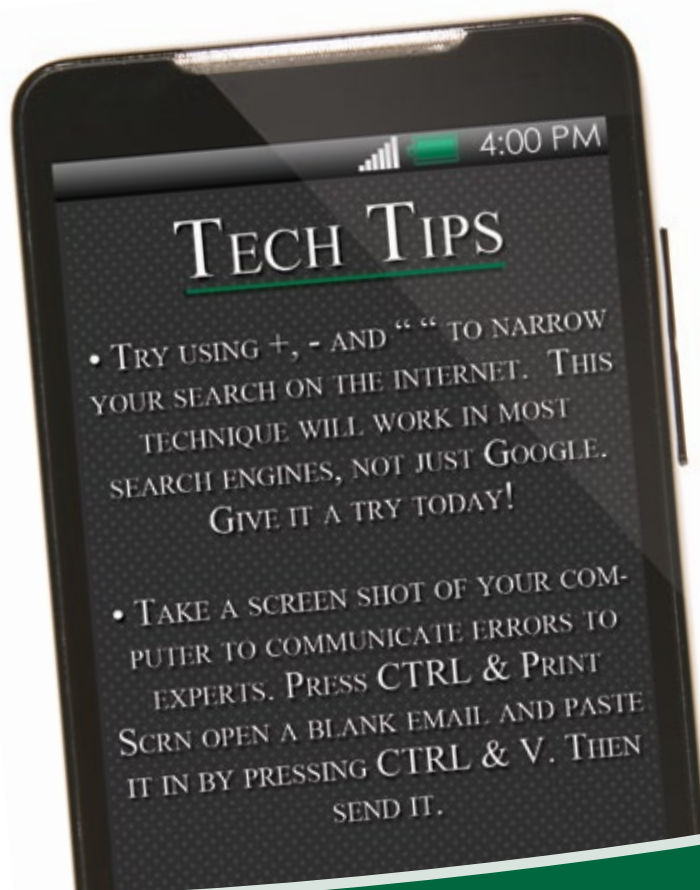 4:00 PM
Tech Tips
• Try using +, - and “ “ to narrow
your search on the internet. This
technique will work in most
search engines, not just Google.
Give it a try today!
• Take a screen shot of your com-
puter to communicate errors to
experts. Press CTRL & Print
Scrn open a blank email and paste
it in by pressing CTRL & V. Then
send it.